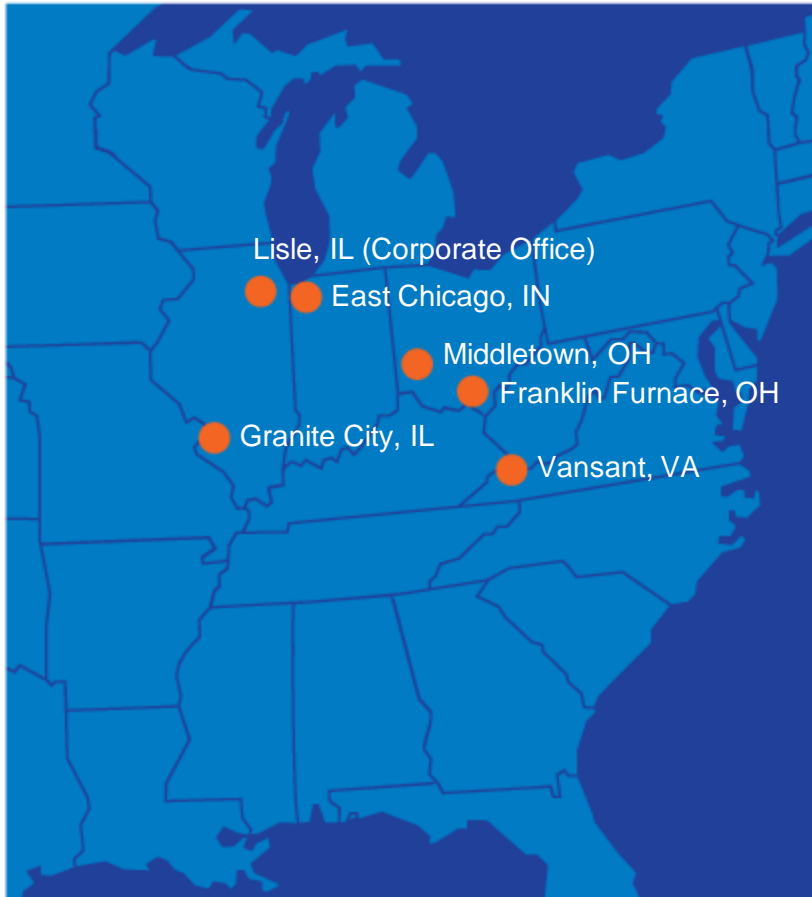 Lisle, IL (Corporate Office)
East Chicago, IN
Middletown, OH
Franklin Furnace, OH
Granite City, IL
Vansant, VA